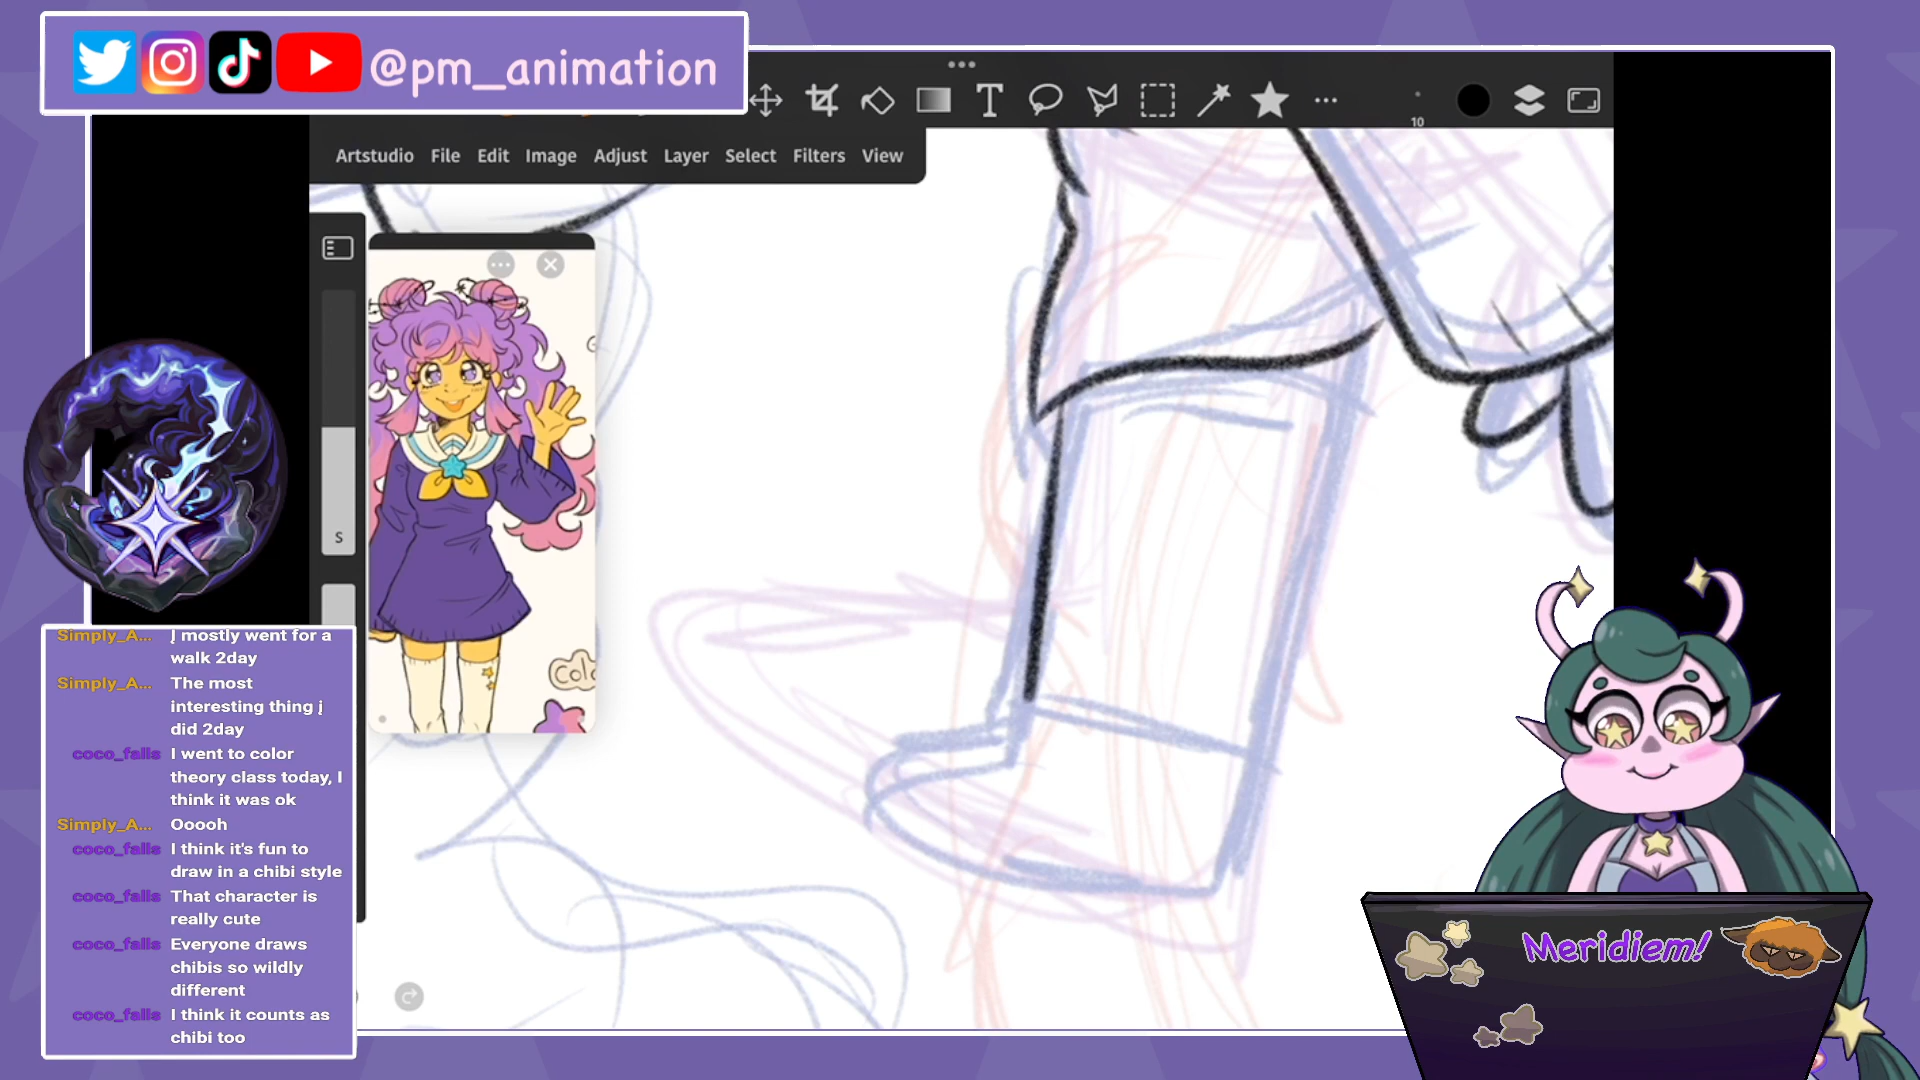 @pm_animation
10
Artstudio File Edit Image Adjust Layer Select Filters View
S
Simply_A... j mostly went for a
walk 2day
Simply_A... The most
interesting thing j
did 2day
coco_falls I went to color
theory class today, I
think it was ok
Simply_A... Ooooh
coco_falls I think it's fun to
draw in a chibi style
coco_falls That character is
really cute
coco_falls Everyone draws
chibis so wildly
different
coco_falls I think it counts as
chibi too
Meridiem!